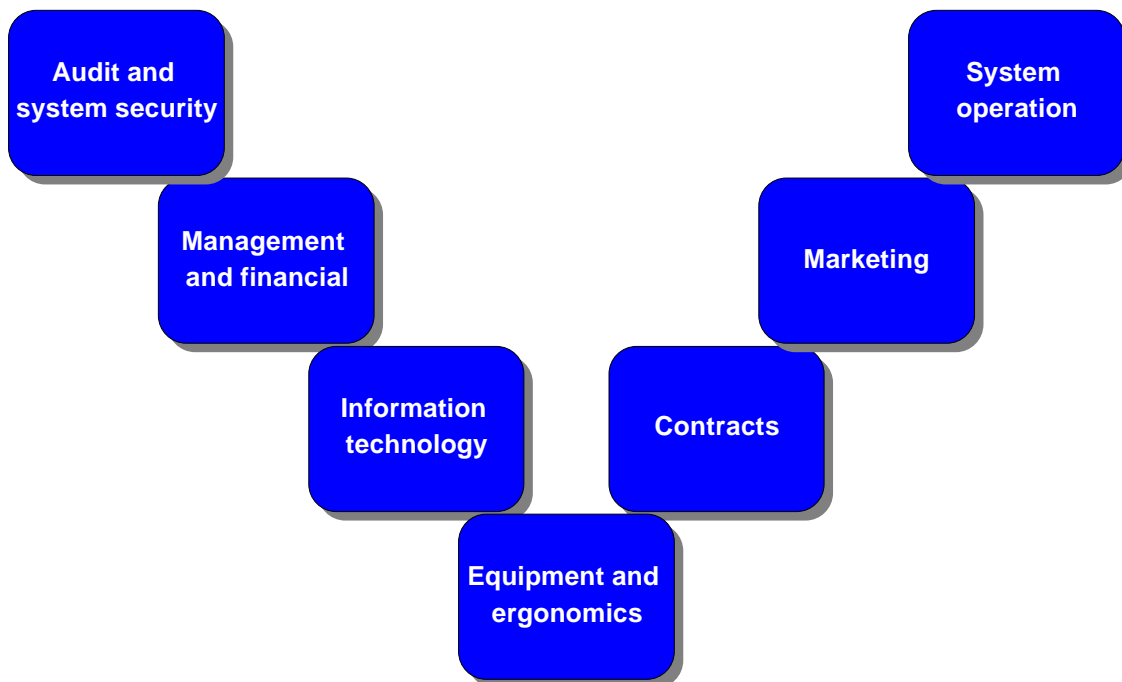 Audit and
system security
System
operation
Management
and financial
Marketing
Information
technology
Contracts
Equipment and
ergonomics